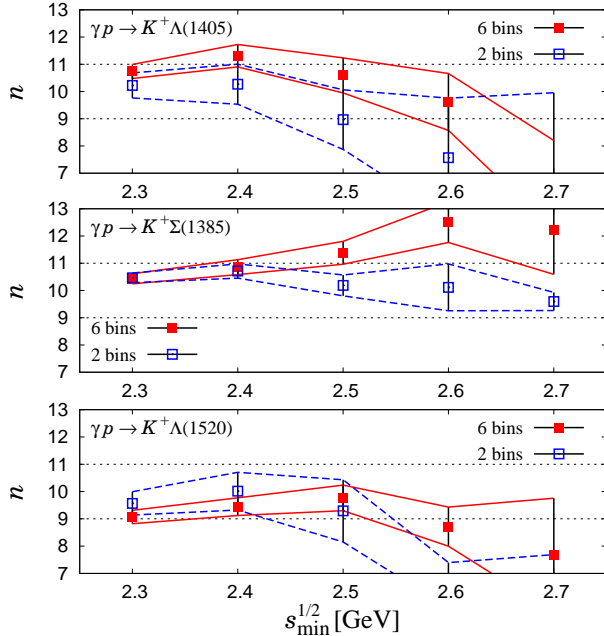 γ p → K⁺Λ(1405)
6 bins
2 bins
n
13
12
11
10
9
8
7
2.3 2.4 2.5 2.6 2.7
γ p → K⁺Σ(1385)
n
13
12
11
10
9
8
7
6 bins
2 bins
2.3 2.4 2.5 2.6 2.7
γ p → K⁺Λ(1520)
6 bins
2 bins
n
13
12
11
10
9
8
7
2.3 2.4 2.5 2.6 2.7
s_min^1/2 [GeV]